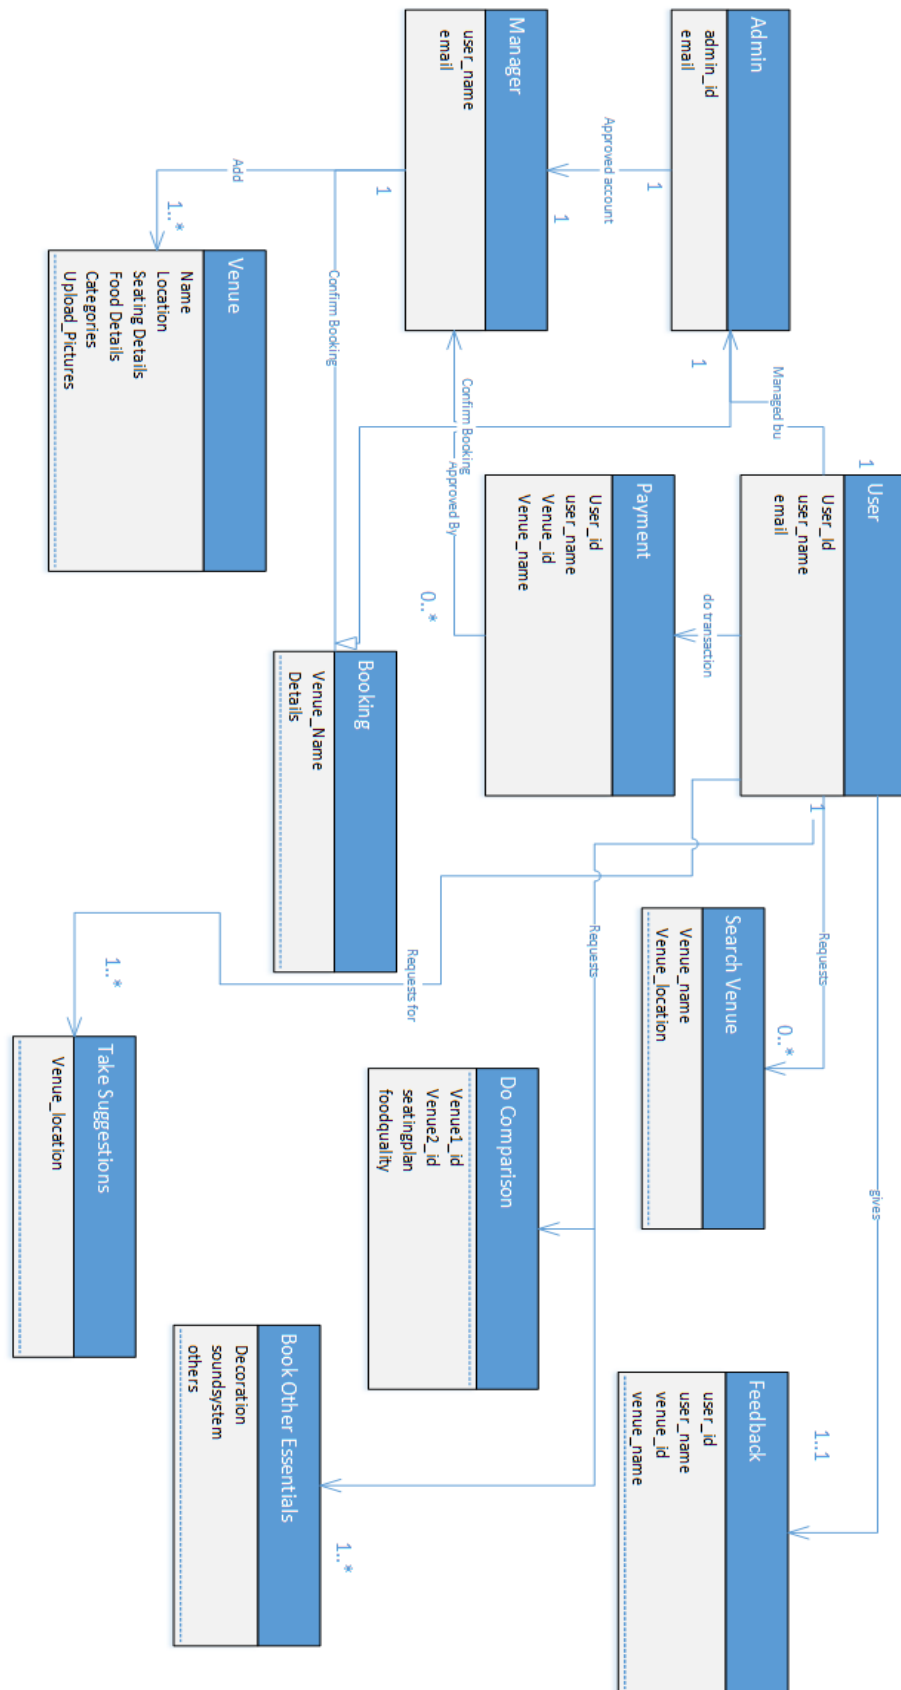 Admin
admin_id
email
Manager
user_name
email
Approved account
1
1
1
Add
1..*
Venue
Name
Location
Seating Details
Food Details
Categories
Upload_Pictures
Confirm Booking
Confirm Booking
Approved By
0..*
1
Managed bu
1
User
User_Id
user_name
email
do transaction
Payment
User_id
user_name
Venue_id
Venue_name
Booking
Venue_Name
Details
1
Requests
0..*
Search Venue
Venue_name
Venue_location
Requests
Requests for
1..*
Take Suggestions
Venue_location
Do Comparison
Venue1_id
Venue2_id
seatingplan
foodquality
Book Other Essentials
Decoration
soundsystem
others
1..*
gives
1..1
Feedback
user_id
user_name
venue_id
venue_name